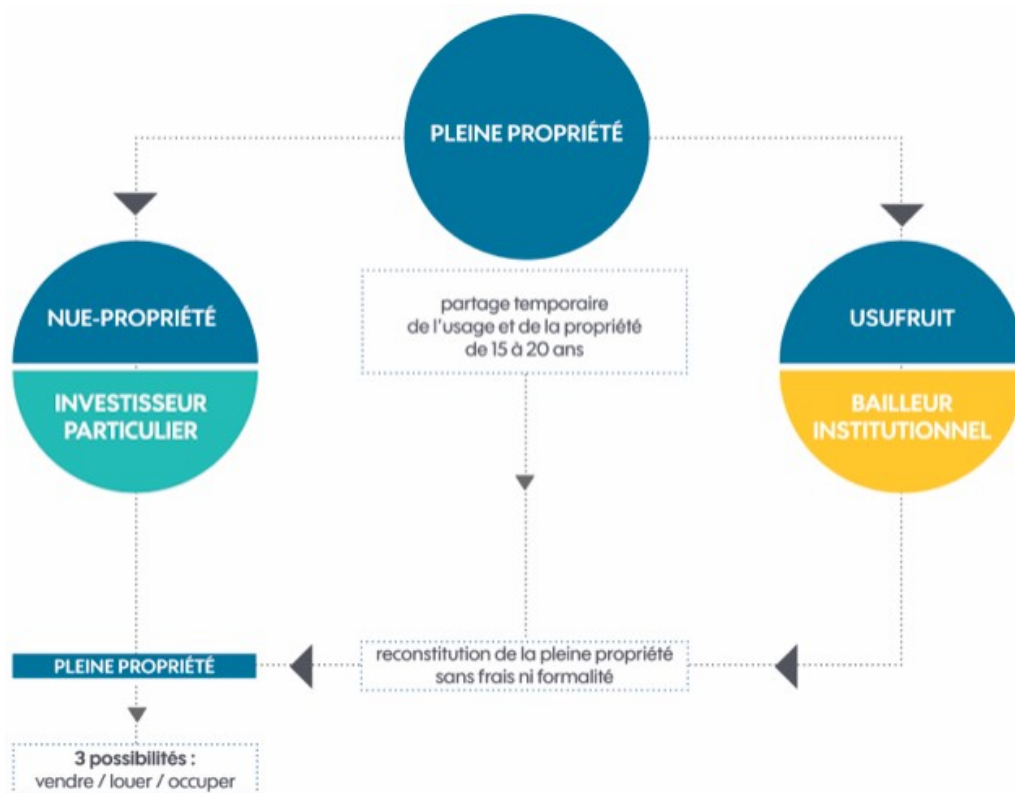 PLEINE PROPRIÉTÉ
NUE-PROPRIÉTÉ
INVESTISSEUR
PARTICULIER
partage temporaire
de l'usage et de la propriété
de 15 à 20 ans
USUFRUIT
BAILLEUR
INSTITUTIONNEL
PLEINE PROPRIÉTÉ
reconstitution de la pleine propriété
sans frais ni formalité
3 possibilités :
vendre / louer / occuper